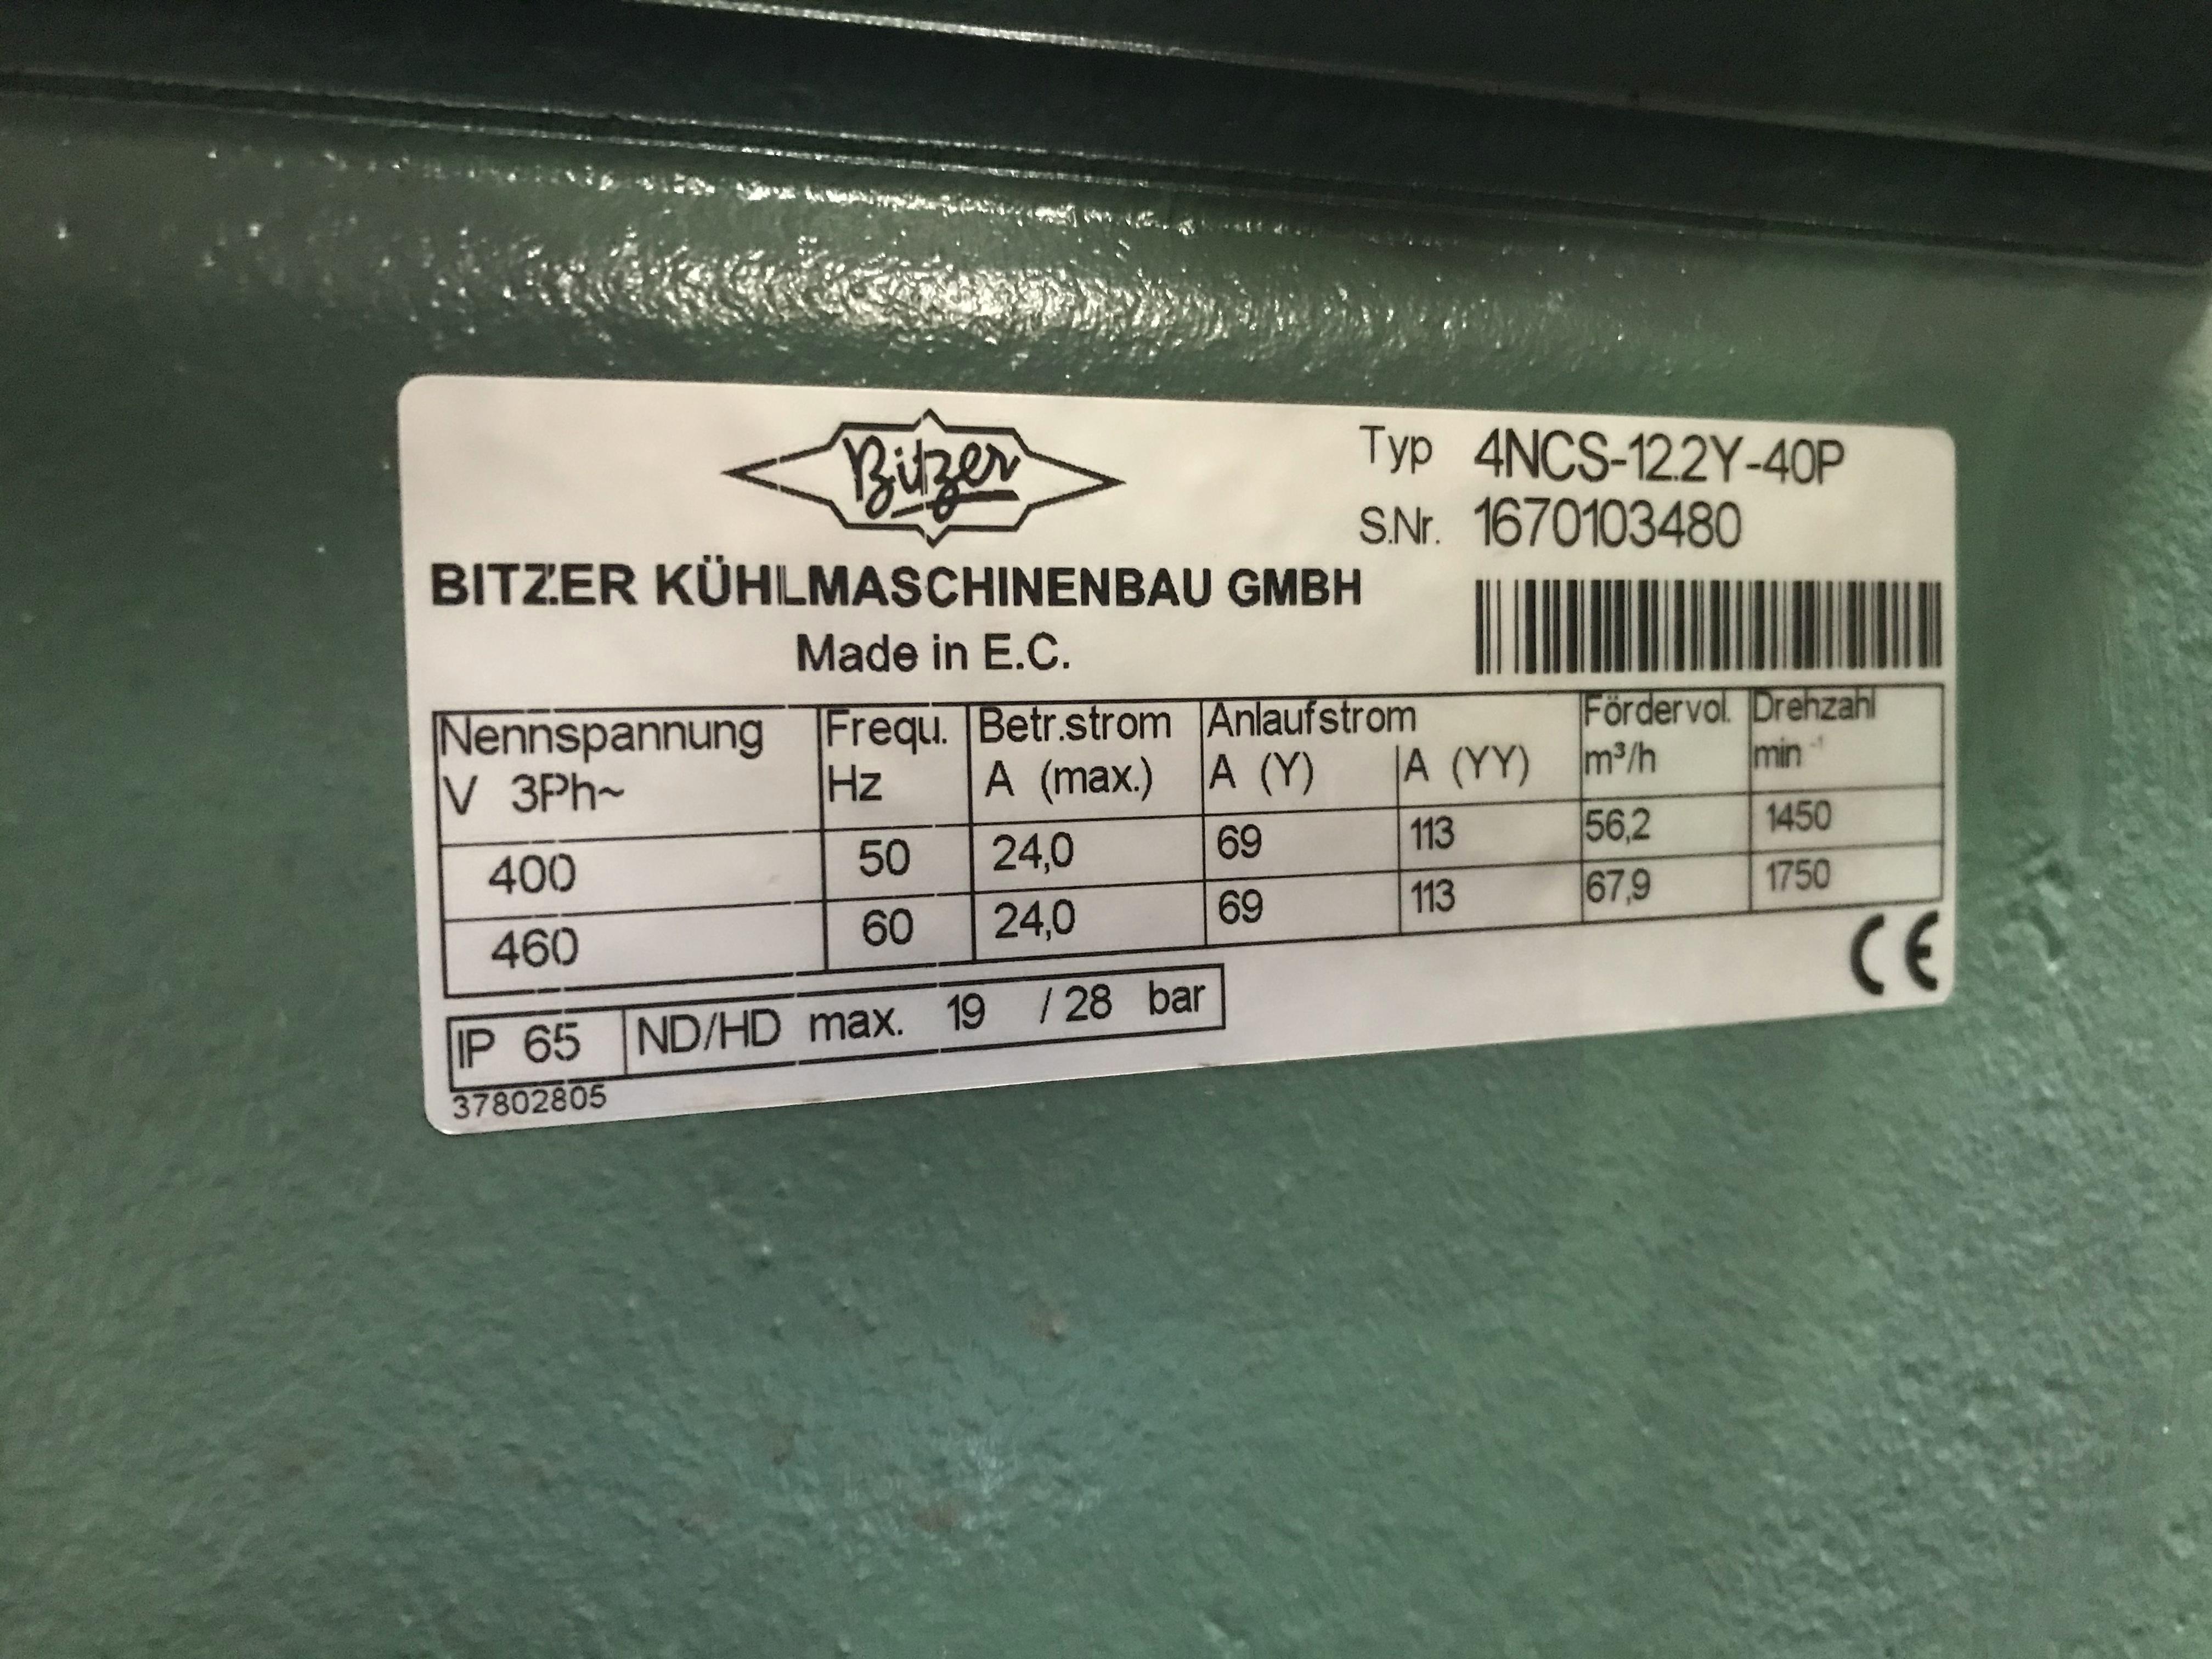 Bitzer
Typ 4NCS-12.2Y-40P
S.Nr. 1670103480
BITZER KÜHLMASCHINENBAU GMBH
Made in E.C.
Nennspannung Frequ. Betr.strom Anlaufstrom Fördervol. Drehzahl
V 3Ph~ Hz A (max.) A (Y) A (YY) m³/h min⁻¹
400 50 24,0 69 113 56,2 1450
460 60 24,0 69 113 67,9 1750
CE
IP 65 ND/HD max. 19 / 28 bar
37802805